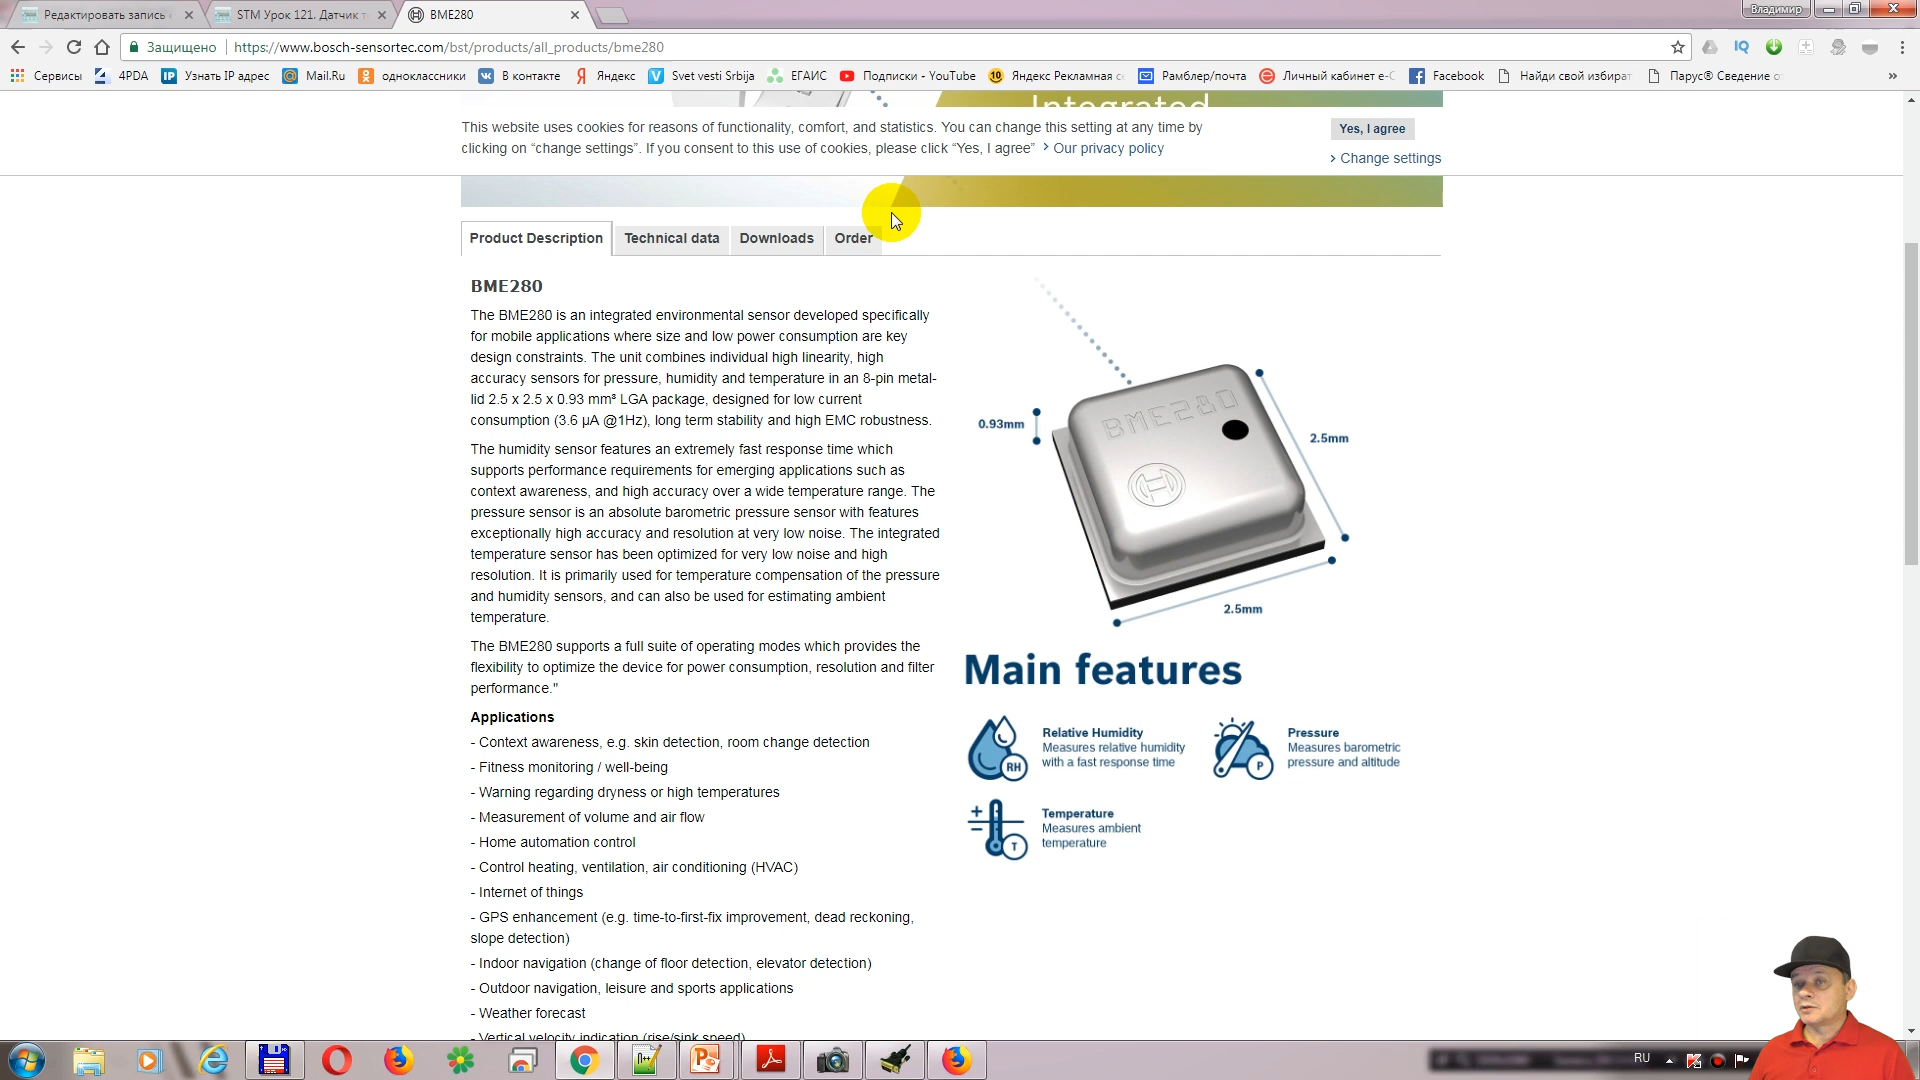 Редактировать запись
STM Урок 121. Датчик т
BME280
Владимир
Защищено
https://www.bosch-sensortec.com/bst/products/all_products/bme280
Сервисы
4PDA
Узнать IP адрес
Mail.Ru
одноклассники
В контакте
Яндекс
Svet vesti Srbija
ЕГАИС
Подписки - YouTube
Яндекс Рекламная с
Рамблер/почта
Личный кабинет е-С
Facebook
Найди свой избират
Парус® Сведение о
Integrated
This website uses cookies for reasons of functionality, comfort, and statistics. You can change this setting at any time by
clicking on “change settings”. If you consent to this use of cookies, please click “Yes, I agree” > Our privacy policy
Yes, I agree
> Change settings
Product Description
Technical data
Downloads
Order
BME280
The BME280 is an integrated environmental sensor developed specifically
for mobile applications where size and low power consumption are key
design constraints. The unit combines individual high linearity, high
accuracy sensors for pressure, humidity and temperature in an 8-pin metal-
lid 2.5 x 2.5 x 0.93 mm³ LGA package, designed for low current
consumption (3.6 μA @1Hz), long term stability and high EMC robustness.
The humidity sensor features an extremely fast response time which
supports performance requirements for emerging applications such as
context awareness, and high accuracy over a wide temperature range. The
pressure sensor is an absolute barometric pressure sensor with features
exceptionally high accuracy and resolution at very low noise. The integrated
temperature sensor has been optimized for very low noise and high
resolution. It is primarily used for temperature compensation of the pressure
and humidity sensors, and can also be used for estimating ambient
temperature.
The BME280 supports a full suite of operating modes which provides the
flexibility to optimize the device for power consumption, resolution and filter
performance."
Applications
- Context awareness, e.g. skin detection, room change detection
- Fitness monitoring / well-being
- Warning regarding dryness or high temperatures
- Measurement of volume and air flow
- Home automation control
- Control heating, ventilation, air conditioning (HVAC)
- Internet of things
- GPS enhancement (e.g. time-to-first-fix improvement, dead reckoning,
slope detection)
- Indoor navigation (change of floor detection, elevator detection)
- Outdoor navigation, leisure and sports applications
- Weather forecast
- Vertical velocity indication (rise/sink speed)
BME280
0.93mm
2.5mm
2.5mm
Main features
RH
Relative Humidity
Measures relative humidity
with a fast response time
P
Pressure
Measures barometric
pressure and altitude
T
Temperature
Measures ambient
temperature
RU